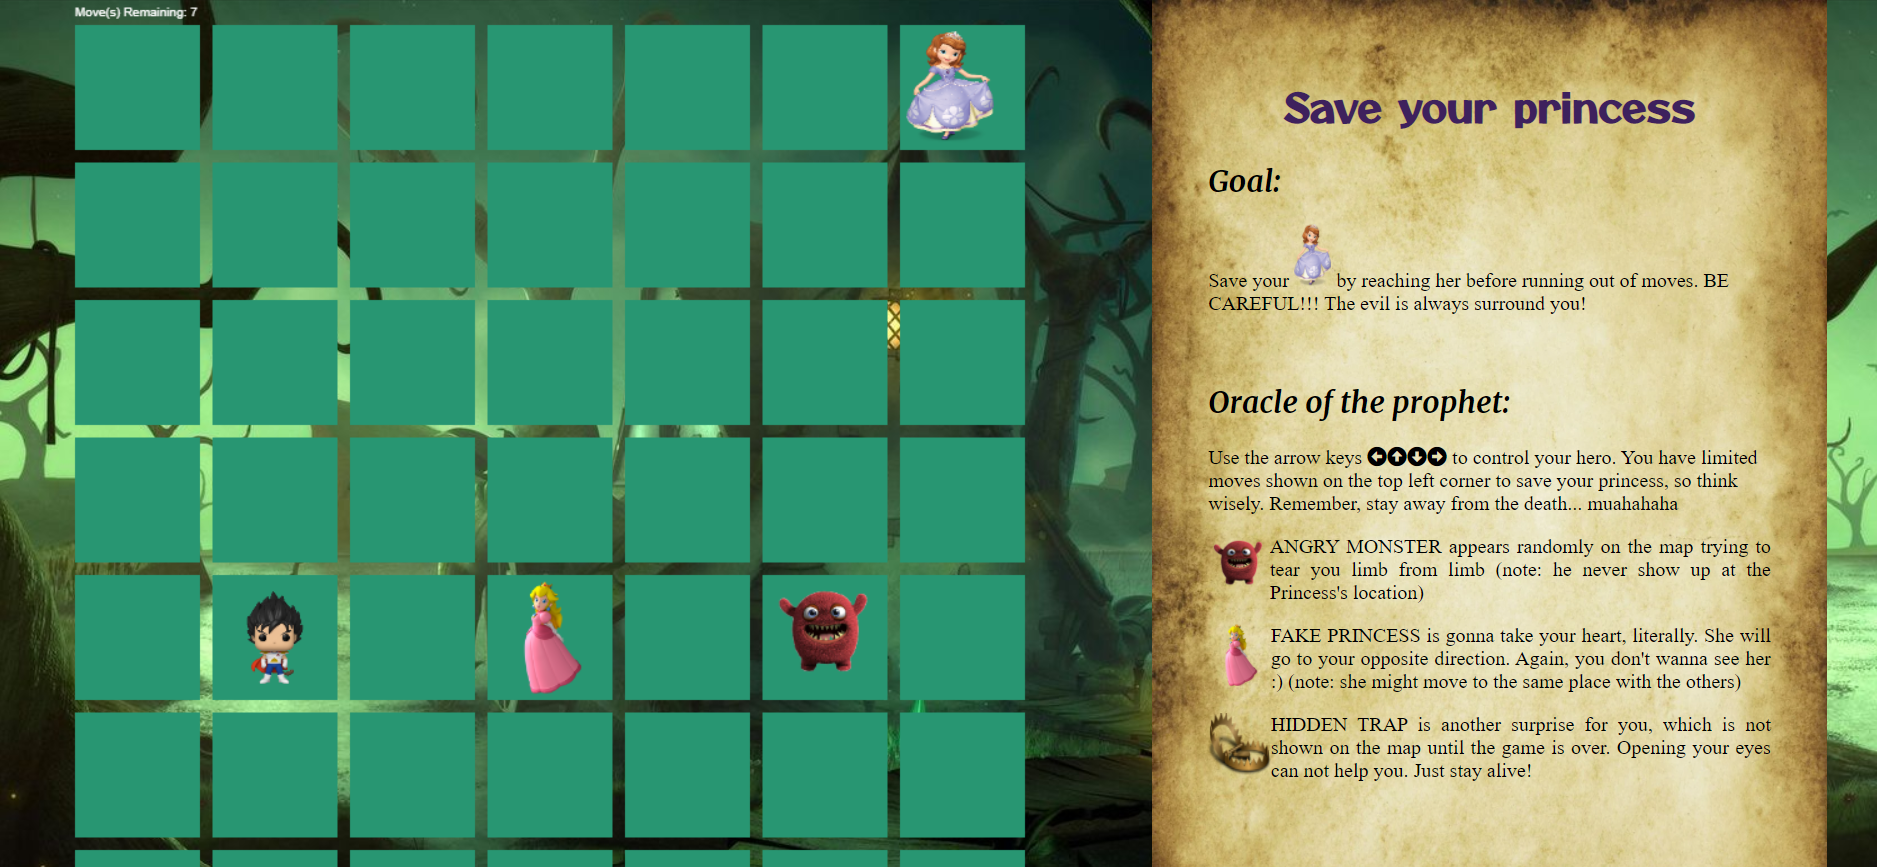 Move(s) Remaining: 7
Save your princess
Goal:
Save your by reaching her before running out of moves. BE
CAREFUL!!! The evil is always surround you!
Oracle of the prophet:
Use the arrow keys to control your hero. You have limited
moves shown on the top left corner to save your princess, so think
wisely. Remember, stay away from the death... muahahaha
ANGRY MONSTER appears randomly on the map trying to
tear you limb from limb (note: he never show up at the
Princess's location)
FAKE PRINCESS is gonna take your heart, literally. She will
go to your opposite direction. Again, you don't wanna see her
:) (note: she might move to the same place with the others)
HIDDEN TRAP is another surprise for you, which is not
shown on the map until the game is over. Opening your eyes
can not help you. Just stay alive!